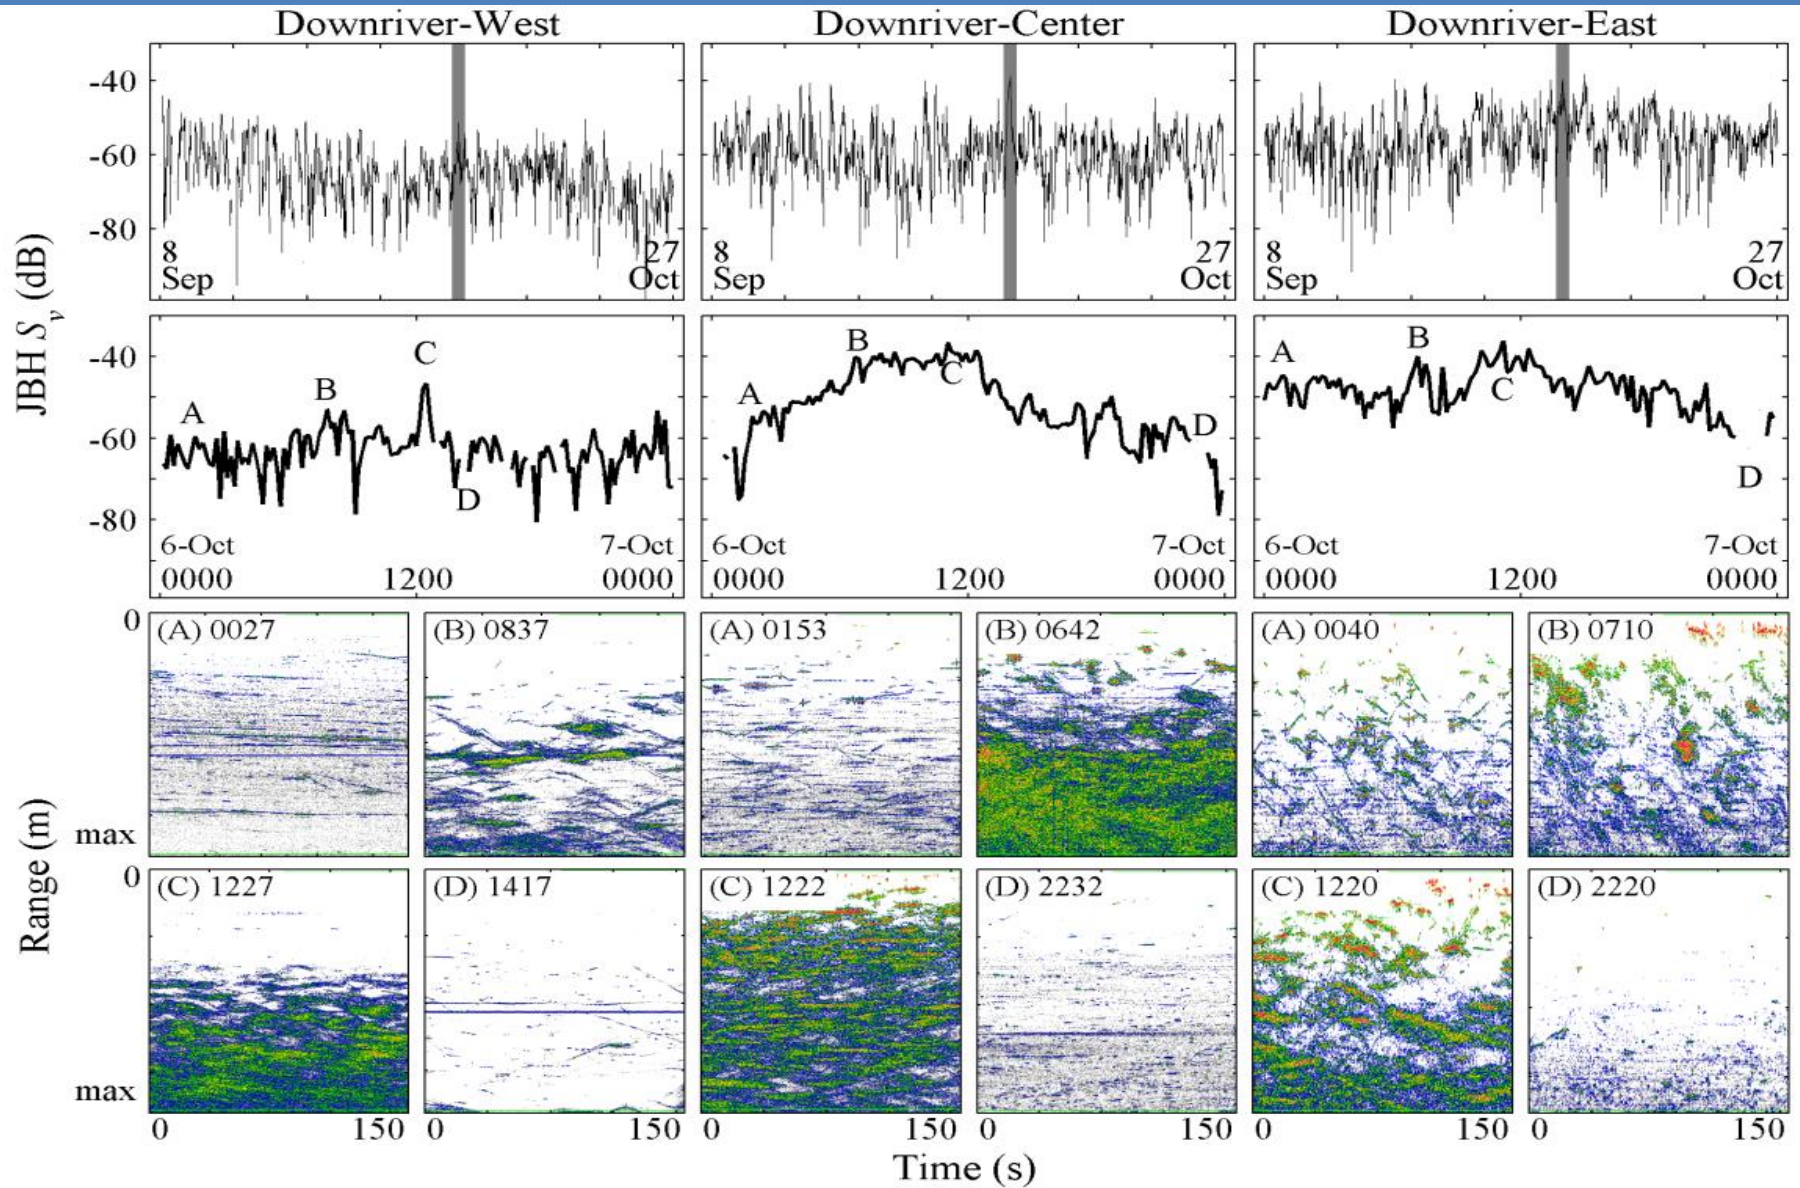 Downriver-West Downriver-Center Downriver-East
JBH Sv (dB)
-40
-60
-80
8 27
Sep Oct
8 27
Sep Oct
8 27
Sep Oct
-40
-60
-80
A B C D
6-Oct 7-Oct
0000 1200 0000
A B C D
6-Oct 7-Oct
0000 1200 0000
A B C D
6-Oct 7-Oct
0000 1200 0000
Range (m)
0
max
(A) 0027 (B) 0837 (A) 0153 (B) 0642 (A) 0040 (B) 0710
0
max
(C) 1227 (D) 1417 (C) 1222 (D) 2232 (C) 1220 (D) 2220
0 150 0 150 0 150 0 150 0 150 0 150
Time (s)